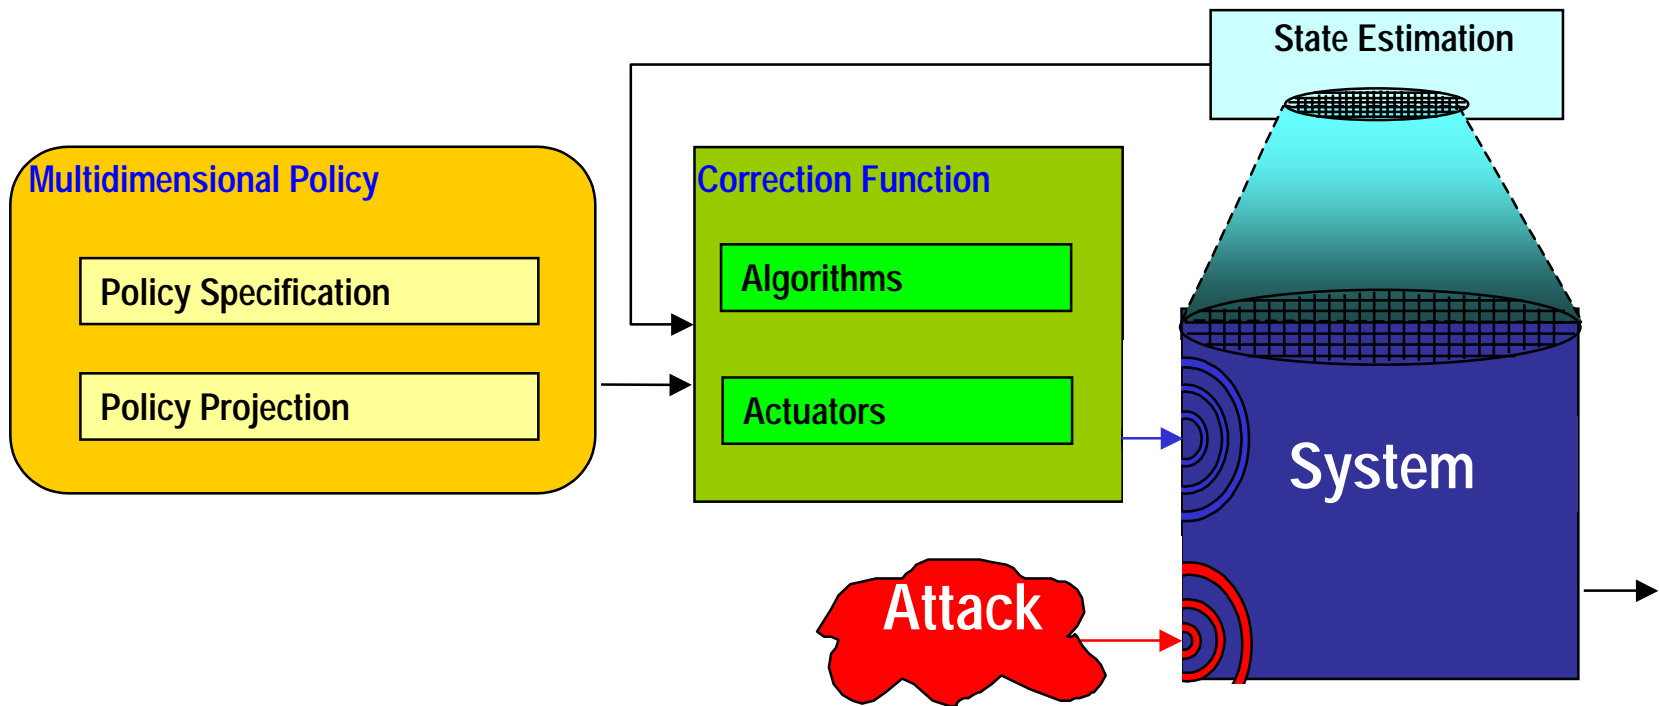 State Estimation
Multidimensional Policy
Policy Specification
Policy Projection
Correction Function
Algorithms
Actuators
System
Attack